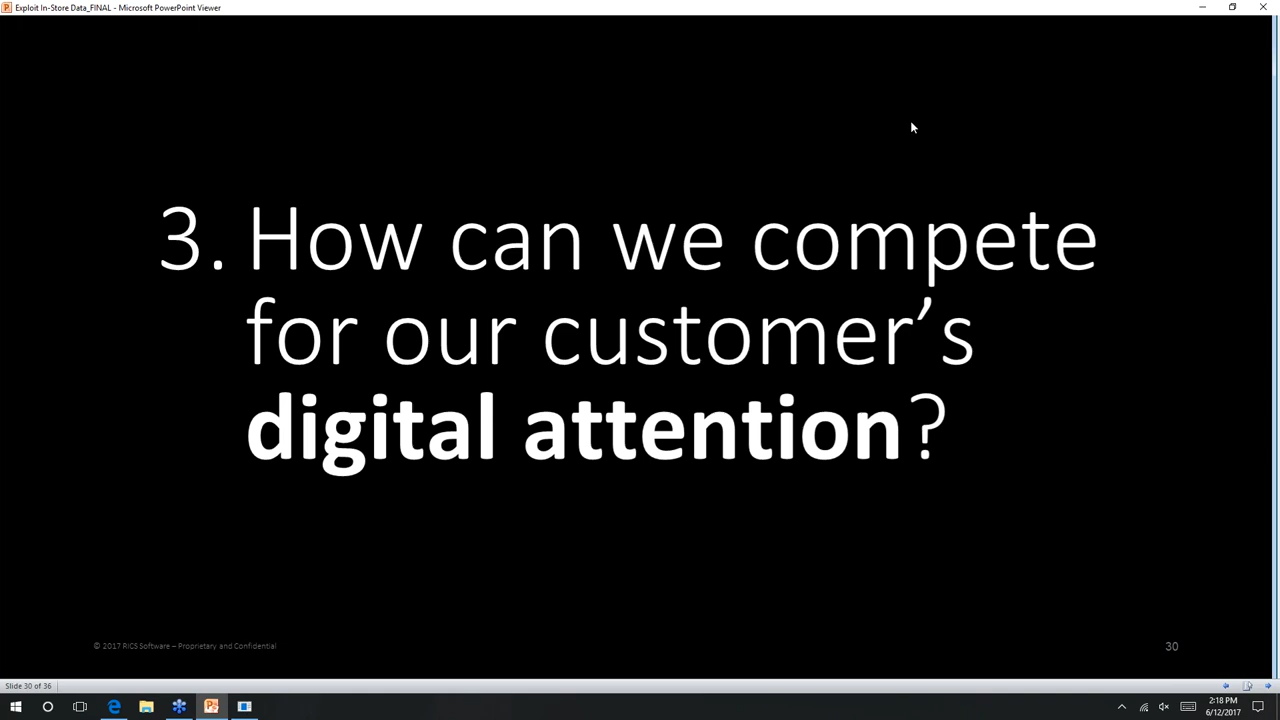 Exploit In-Store Data_FINAL - Microsoft PowerPoint Viewer
3. How can we compete
for our customer’s
digital attention?
© 2017 RICS Software – Proprietary and Confidential
30
Slide 30 of 36
2:18 PM
6/12/2017